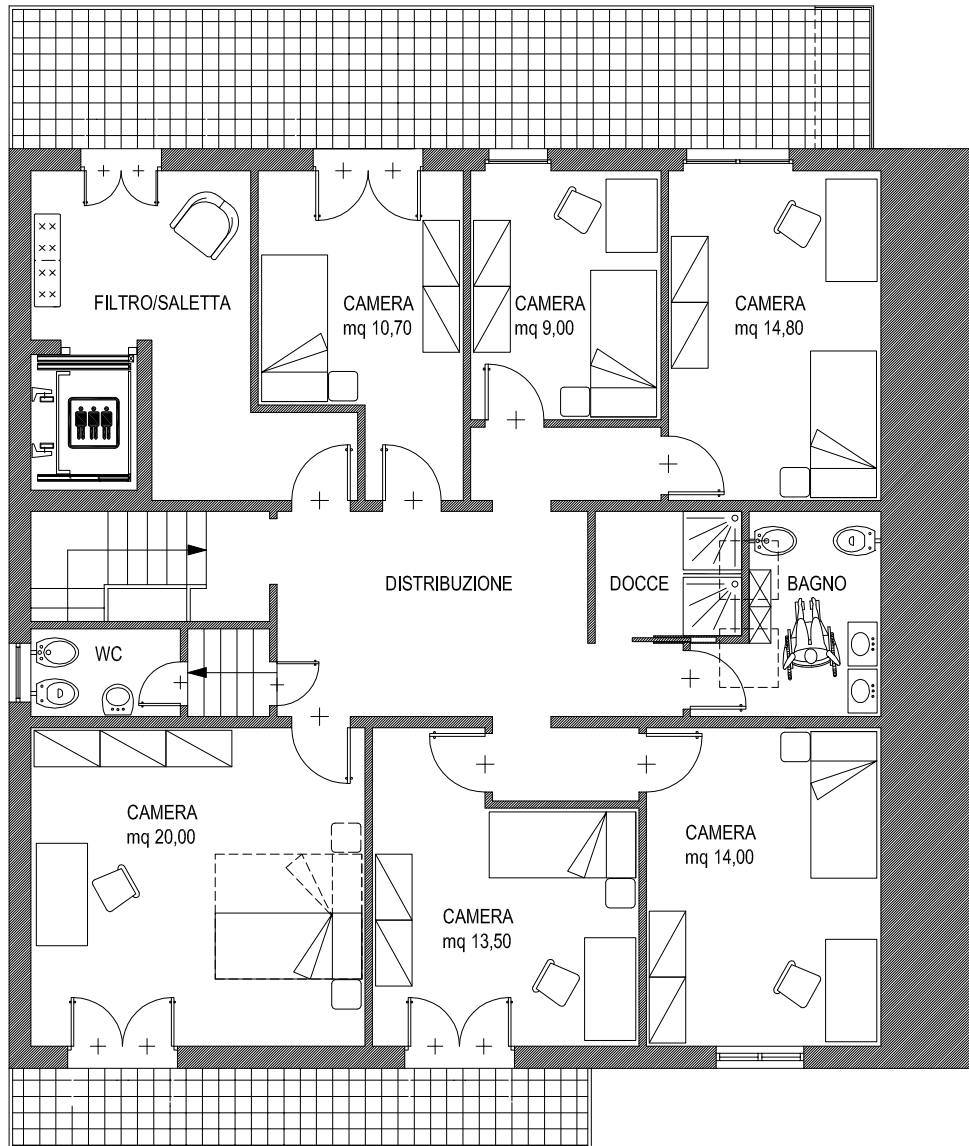 FILTRO/SALETTA
CAMERA
mq 10,70
CAMERA
mq 9,00
CAMERA
mq 14,80
DISTRIBUZIONE
DOCCE
BAGNO
WC
CAMERA
mq 20,00
CAMERA
mq 13,50
CAMERA
mq 14,00